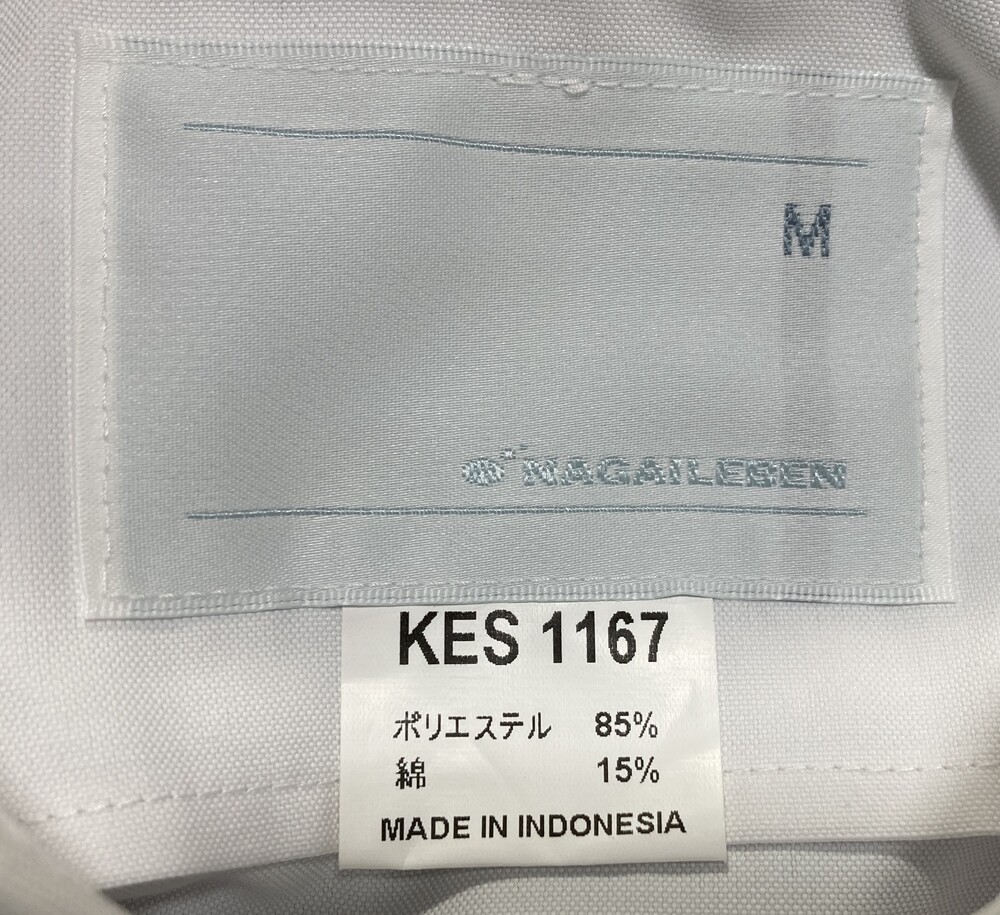 M
NAGAILEBEN
KES 1167
ポリエステル 85%
綿 15%
MADE IN INDONESIA